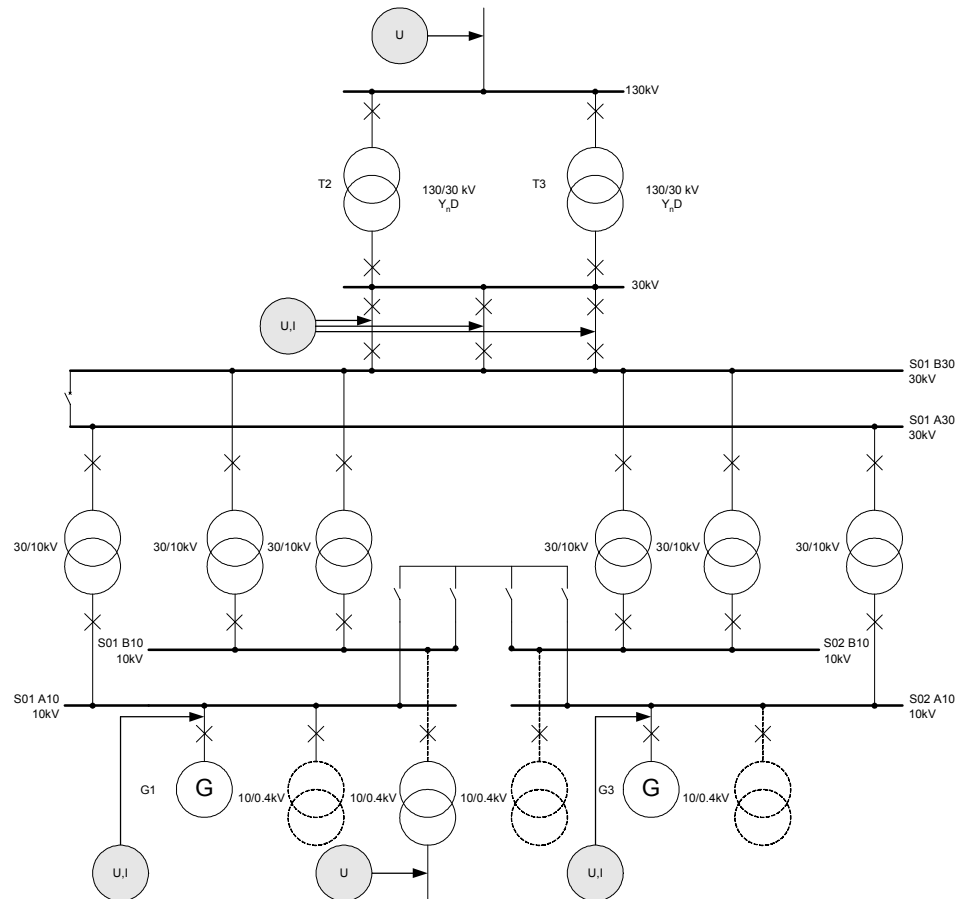 U
130kV
T2
130/30 kV
YnD
T3
130/30 kV
YnD
30kV
U,I
S01 B30
30kV
S01 A30
30kV
30/10kV
30/10kV
30/10kV
30/10kV
30/10kV
30/10kV
S01 B10
10kV
S02 B10
10kV
S01 A10
10kV
S02 A10
10kV
G1
G
10/0.4kV
10/0.4kV
10/0.4kV
G3
G
10/0.4kV
U,I
U
U,I